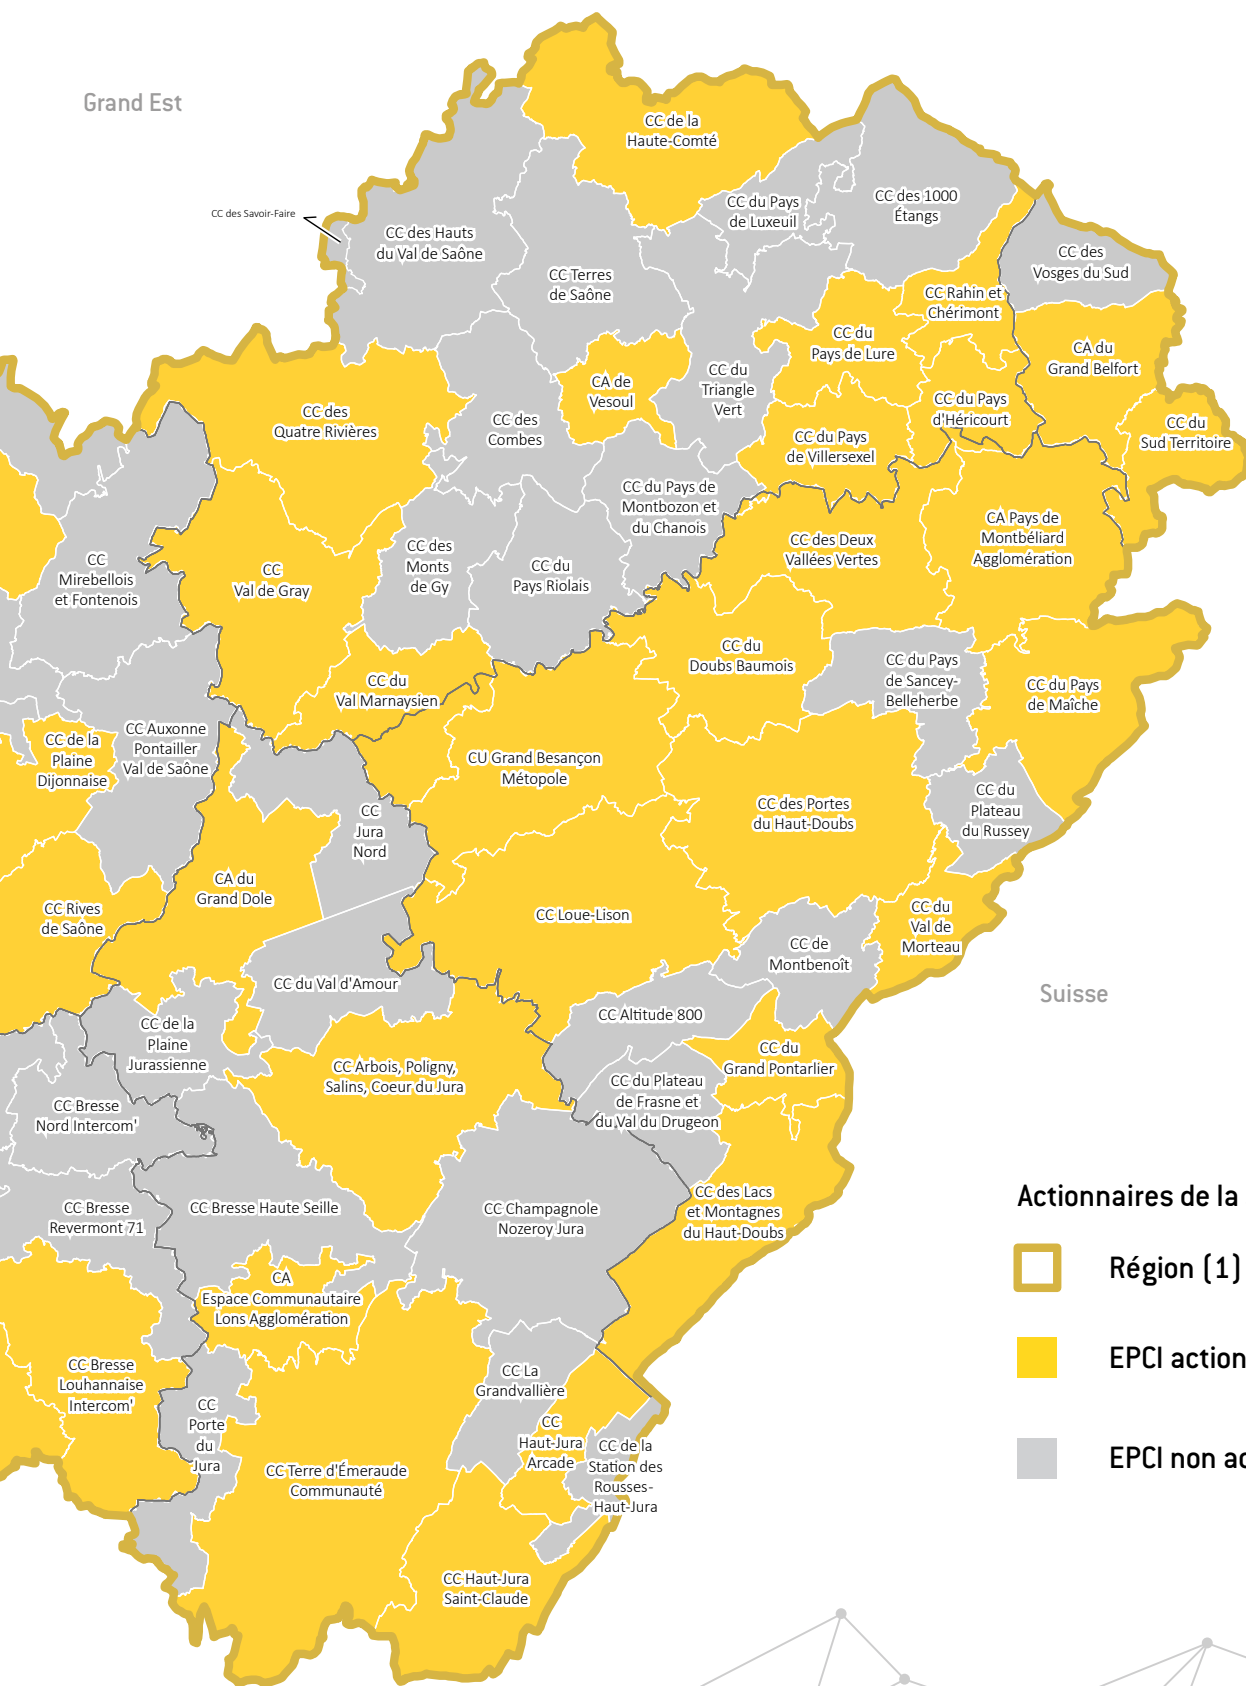 Grand Est
CC de la
Haute-Comté
CC des Savoir-Faire
CC des Hauts
du Val de Saône
CC du Pays
de Luxeuil
CC des 1000
Étangs
CC Terres
de Saône
CC des
Vosges du Sud
CC Rahin et
Chérimont
CC du
Pays de Lure
CA du
Grand Belfort
CA de
Vesoul
CC du
Triangle
Vert
CC des
Quatre Rivières
CC des
Combes
CC du Pays
d'Héricourt
CC du
Sud Territoire
CC du Pays
de Villersexel
CC du Pays de
Montbozon et
du Chanois
CA Pays de
Montbéliard
Agglomération
CC des Deux
Vallées Vertes
CC
Mirebellois
et Fontenois
CC
Val de Gray
CC des
Monts
de Gy
CC du
Pays Riolais
CC du
Doubs Baumois
CC du Pays
de Sancey-
Belleherbe
CC du
Val Marnaysien
CC du Pays
de Maîche
CC de la
Plaine
Dijonnaise
CC Auxonne
Pontailler
Val de Saône
CU Grand Besançon
Métopole
CC des Portes
du Haut-Doubs
CC du
Plateau
du Russey
CC
Jura
Nord
CA du
Grand Dole
CC Rives
de Saône
CC Loue-Lison
CC du
Val de
Morteau
CC de
Montbenoît
CC du Val d'Amour
Suisse
CC Altitude 800
CC de la
Plaine
Jurassienne
CC Arbois, Poligny,
Salins, Coeur du Jura
CC du
Grand Pontarlier
CC du Plateau
de Frasne et
du Val du Drugeon
CC Bresse
Nord Intercom'
CC Bresse
Revermont 71
CC Bresse Haute Seille
CC Champagnole
Nozeroy Jura
CC des Lacs
et Montagnes
du Haut-Doubs
CA
Espace Communautaire
Lons Agglomération
CC Bresse
Louhannaise
Intercom'
CC La
Grandvallière
CC
Porte
du
Jura
CC
Haut-Jura
Arcade
CC de la
Station des
Rousses-
Haut-Jura
CC Terre d'Émeraude
Communauté
CC Haut-Jura
Saint-Claude
Actionnaires de la
Région (1)
EPCI action
EPCI non ac